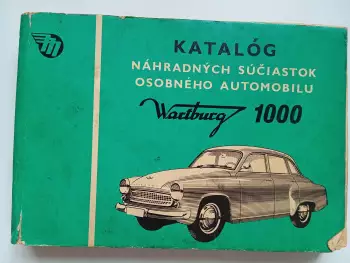 KATALÓG
NÁHRADNÝCH SÚČIASTOK
OSOBNÉHO AUTOMOBILU
Wartburg 1000